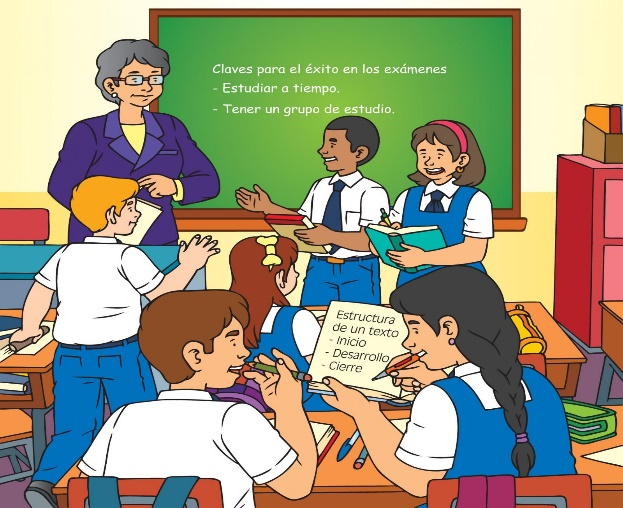 Claves para el éxito en los exámenes
- Estudiar a tiempo.
- Tener un grupo de estudio.
Estructura
de un texto
- Inicio
- Desarrollo
- Cierre